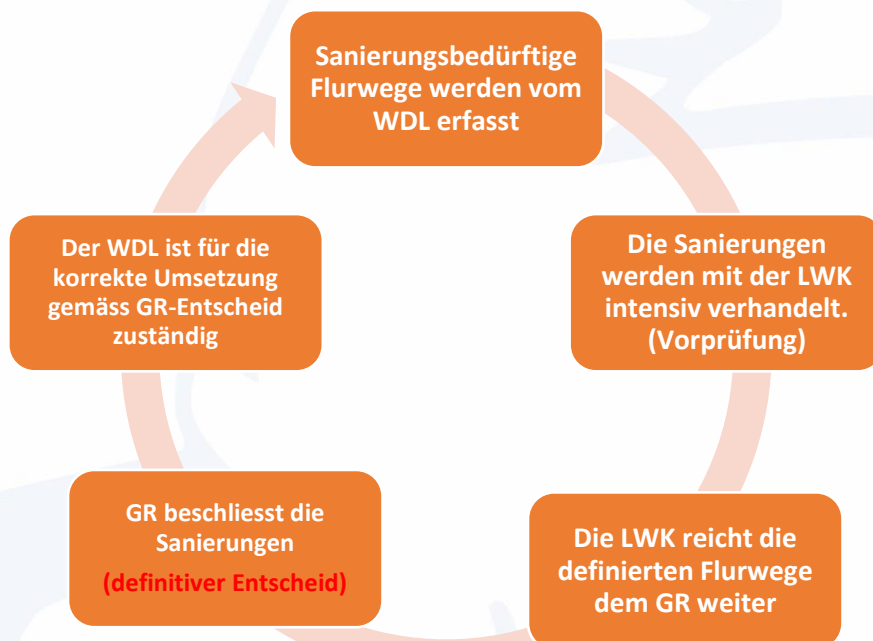 Sanierungsbedürftige
Flurwege werden vom
WDL erfasst
Die Sanierungen
werden mit der LWK
intensiv verhandelt.
(Vorprüfung)
Die LWK reicht die
definierten Flurwege
dem GR weiter
GR beschliesst die
Sanierungen
(definitiver Entscheid)
Der WDL ist für die
korrekte Umsetzung
gemäss GR-Entscheid
zuständig